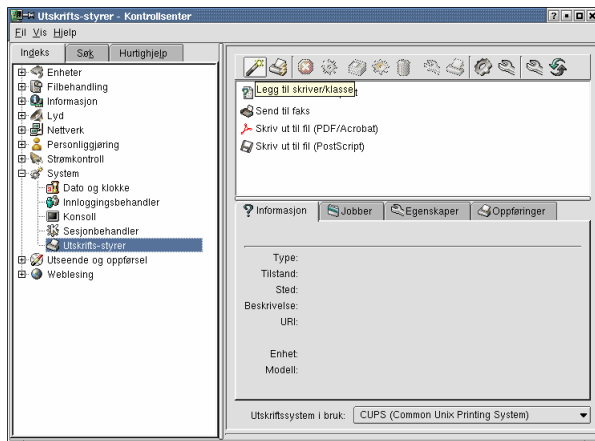 Utskrifts-styrer - Kontrollsenter
Fil Vis Hjelp
Indeks Søk Hurtighjelp
Enheter
Filbehandling
Informasjon
Lyd
Nettverk
Personliggjøring
Strømkontroll
System
Dato og klokke
Innloggingsbehandler
Konsoll
Sesjonbehandler
Utskrifts-styrer
Utseende og oppførsel
Weblesing
Legg til skriver/klasse
Send til faks
Skriv ut til fil (PDF/Acrobat)
Skriv ut til fil (PostScript)
Informasjon Jobber Egenskaper Oppføringer
Type:
Tilstand:
Sted:
Beskrivelse:
URI:
Enhet:
Modell:
Utskriftssystem i bruk: CUPS (Common Unix Printing System)